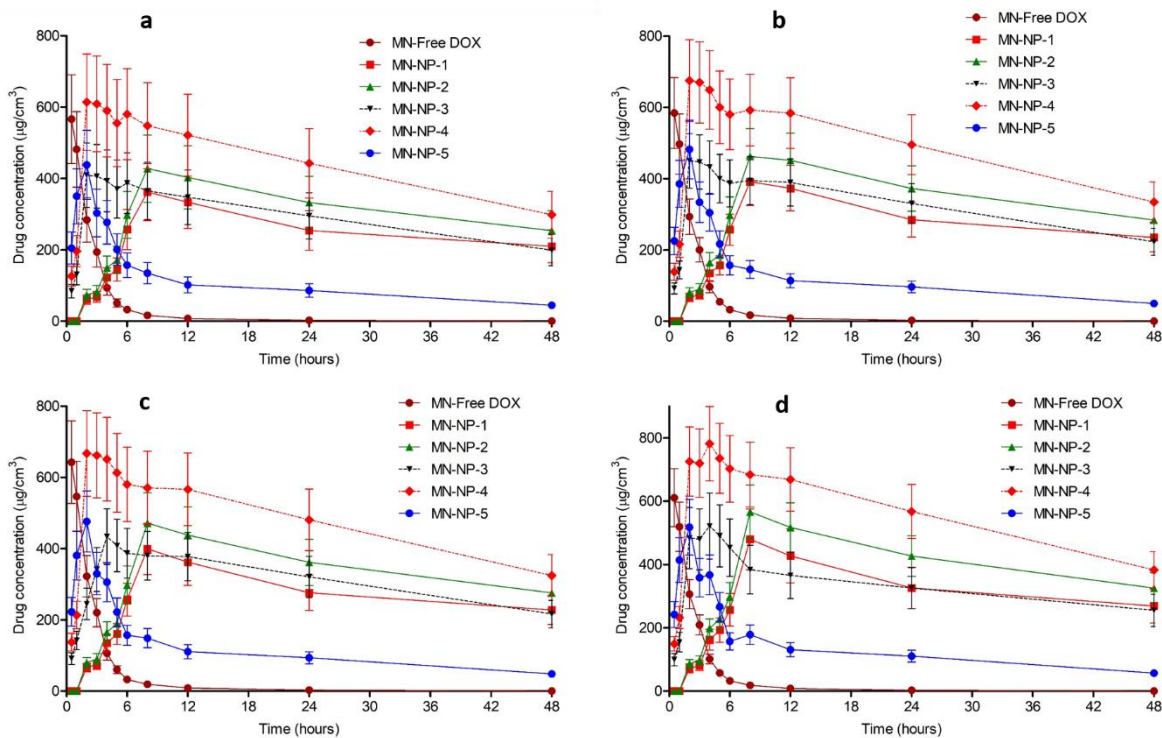 a
800
600
400
200
0
Drug concentration (µg/cm³)
0 6 12 18 24 30 36 42 48
Time (hours)
MN-Free DOX
MN-NP-1
MN-NP-2
MN-NP-3
MN-NP-4
MN-NP-5
b
800
600
400
200
0
Drug concentration (µg/cm³)
0 6 12 18 24 30 36 42 48
Time (hours)
MN-Free DOX
MN-NP-1
MN-NP-2
MN-NP-3
MN-NP-4
MN-NP-5
c
800
600
400
200
0
Drug concentration (µg/cm³)
0 6 12 18 24 30 36 42 48
Time (hours)
MN-Free DOX
MN-NP-1
MN-NP-2
MN-NP-3
MN-NP-4
MN-NP-5
d
800
600
400
200
0
Drug concentration (µg/cm³)
0 6 12 18 24 30 36 42 48
Time (hours)
MN-Free DOX
MN-NP-1
MN-NP-2
MN-NP-3
MN-NP-4
MN-NP-5